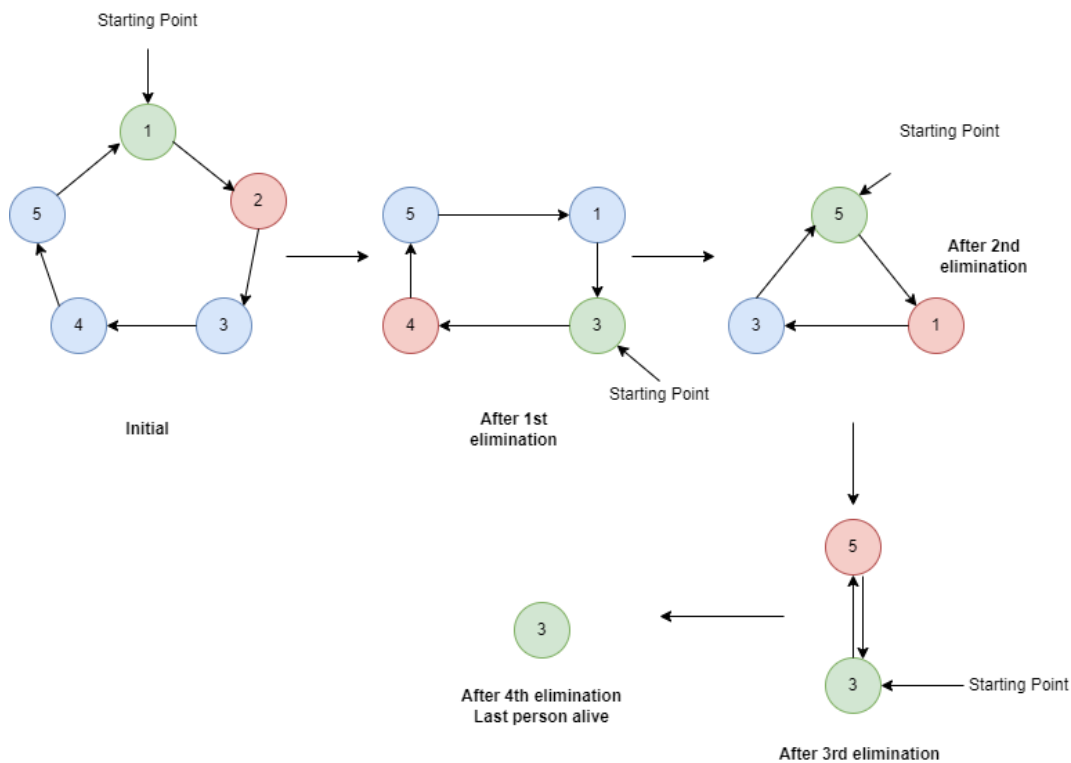 Starting Point
1
2
5
4
3
Initial
5
1
4
3
Starting Point
After 1st
elimination
Starting Point
5
3
1
After 2nd
elimination
5
3
Starting Point
After 3rd elimination
3
After 4th elimination
Last person alive